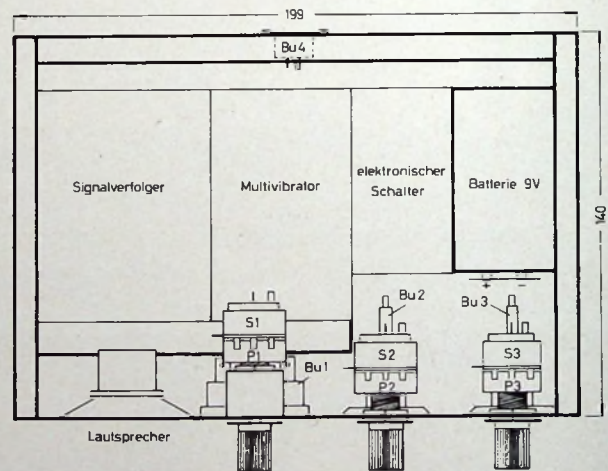 199
Bu4
140
Signalverfolger
Multivibrator
elektronischer
Schalter
Batterie 9V
+ -
Bu2
Bu3
S1
S2
S3
P1
Bu1
P2
P3
Lautsprecher